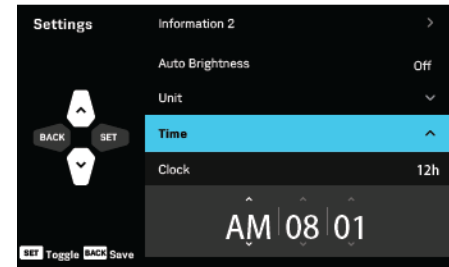 Settings
Information 2
Auto Brightness Off
Unit
BACK SET
Time
Clock 12h
AM 08 01
SET Toggle BACK Save